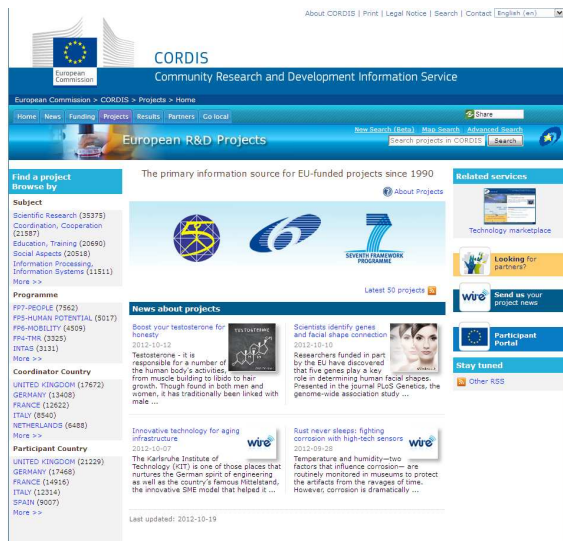 About CORDIS | Print | Legal Notice | Search | Contact English (en)
European
Commission
CORDIS
Community Research and Development Information Service
European Commission > CORDIS > Projects > Home
Home News Funding Projects Results Partners Go local
Share
European R&D Projects
New Search (Beta) Map Search Advanced Search
Search projects in CORDIS Search
Find a project
Browse by
Subject
Scientific Research (35375)
Coordination, Cooperation
(21587)
Education, Training (20690)
Social Aspects (20518)
Information Processing,
Information Systems (11511)
More >>
Programme
FP7-PEOPLE (7562)
FP5-HUMAN POTENTIAL (5017)
FP6-MOBILITY (4509)
FP4-TMR (3325)
INTAS (3131)
More >>
Coordinator Country
UNITED KINGDOM (17672)
GERMANY (13408)
FRANCE (12622)
ITALY (8540)
NETHERLANDS (6488)
More >>
Participant Country
UNITED KINGDOM (21229)
GERMANY (17468)
FRANCE (14916)
ITALY (12314)
SPAIN (9007)
More >>
The primary information source for EU-funded projects since 1990
About Projects
SEVENTH FRAMEWORK
PROGRAMME
Latest 50 projects
News about projects
Boost your testosterone for
honesty
2012-10-12
Testosterone - it is
responsible for a number of
the human body's activities,
from muscle building to libido to hair
growth. Though found in both men and
women, it has traditionally been linked with
male ...
TESTOSTERONE
Scientists identify genes
and facial shape connection
2012-10-10
Researchers funded in part
by the EU have discovered
that five genes play a key
role in determining human facial shapes.
Presented in the journal PLoS Genetics, the
genome-wide association study ...
Innovative technology for aging
infrastructure
2012-10-07
The Karlsruhe Institute of
Technology (KIT) is one of those places that
nurtures the German spirit of engineering
as well as the country's famous Mittelstand,
the innovative SME model that helped it ...
wire
Rust never sleeps: fighting
corrosion with high-tech sensors
2012-09-28
Temperature and humidity—two
factors that influence corrosion— are
routinely monitored in museums to protect
the artifacts from the ravages of time.
However, corrosion is dramatically ...
wire
Last updated: 2012-10-19
Related services
Technology marketplace
Looking for
partners?
wire
Send us your
project news
Participant
Portal
Stay tuned
Other RSS